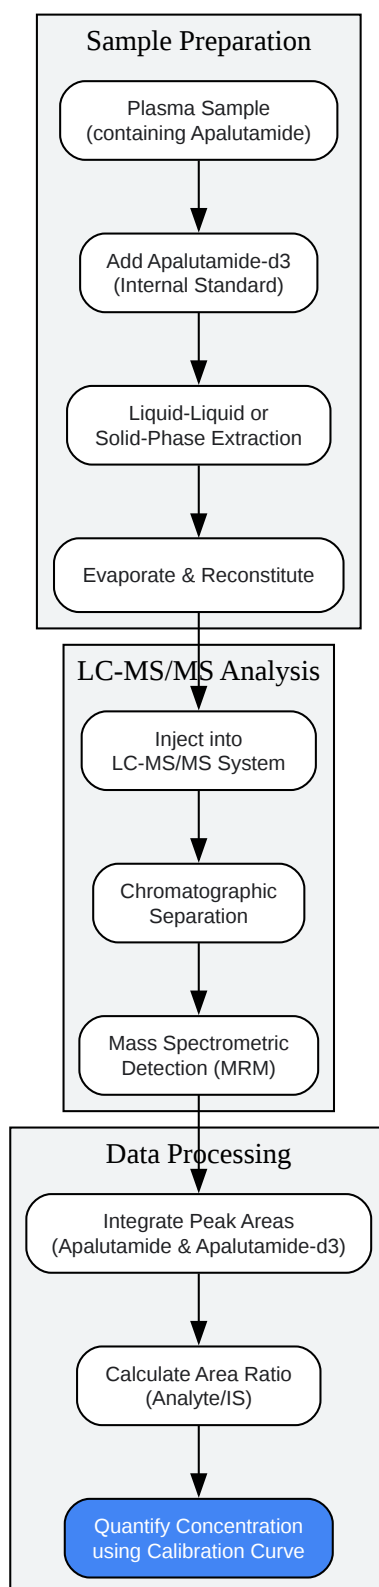 Sample Preparation
Plasma Sample
(containing Apalutamide)
Add Apalutamide-d3
(Internal Standard)
Liquid-Liquid or
Solid-Phase Extraction
Evaporate & Reconstitute
LC-MS/MS Analysis
Inject into
LC-MS/MS System
Chromatographic
Separation
Mass Spectrometric
Detection (MRM)
Data Processing
Integrate Peak Areas
(Apalutamide & Apalutamide-d3)
Calculate Area Ratio
(Analyte/IS)
Quantify Concentration
using Calibration Curve